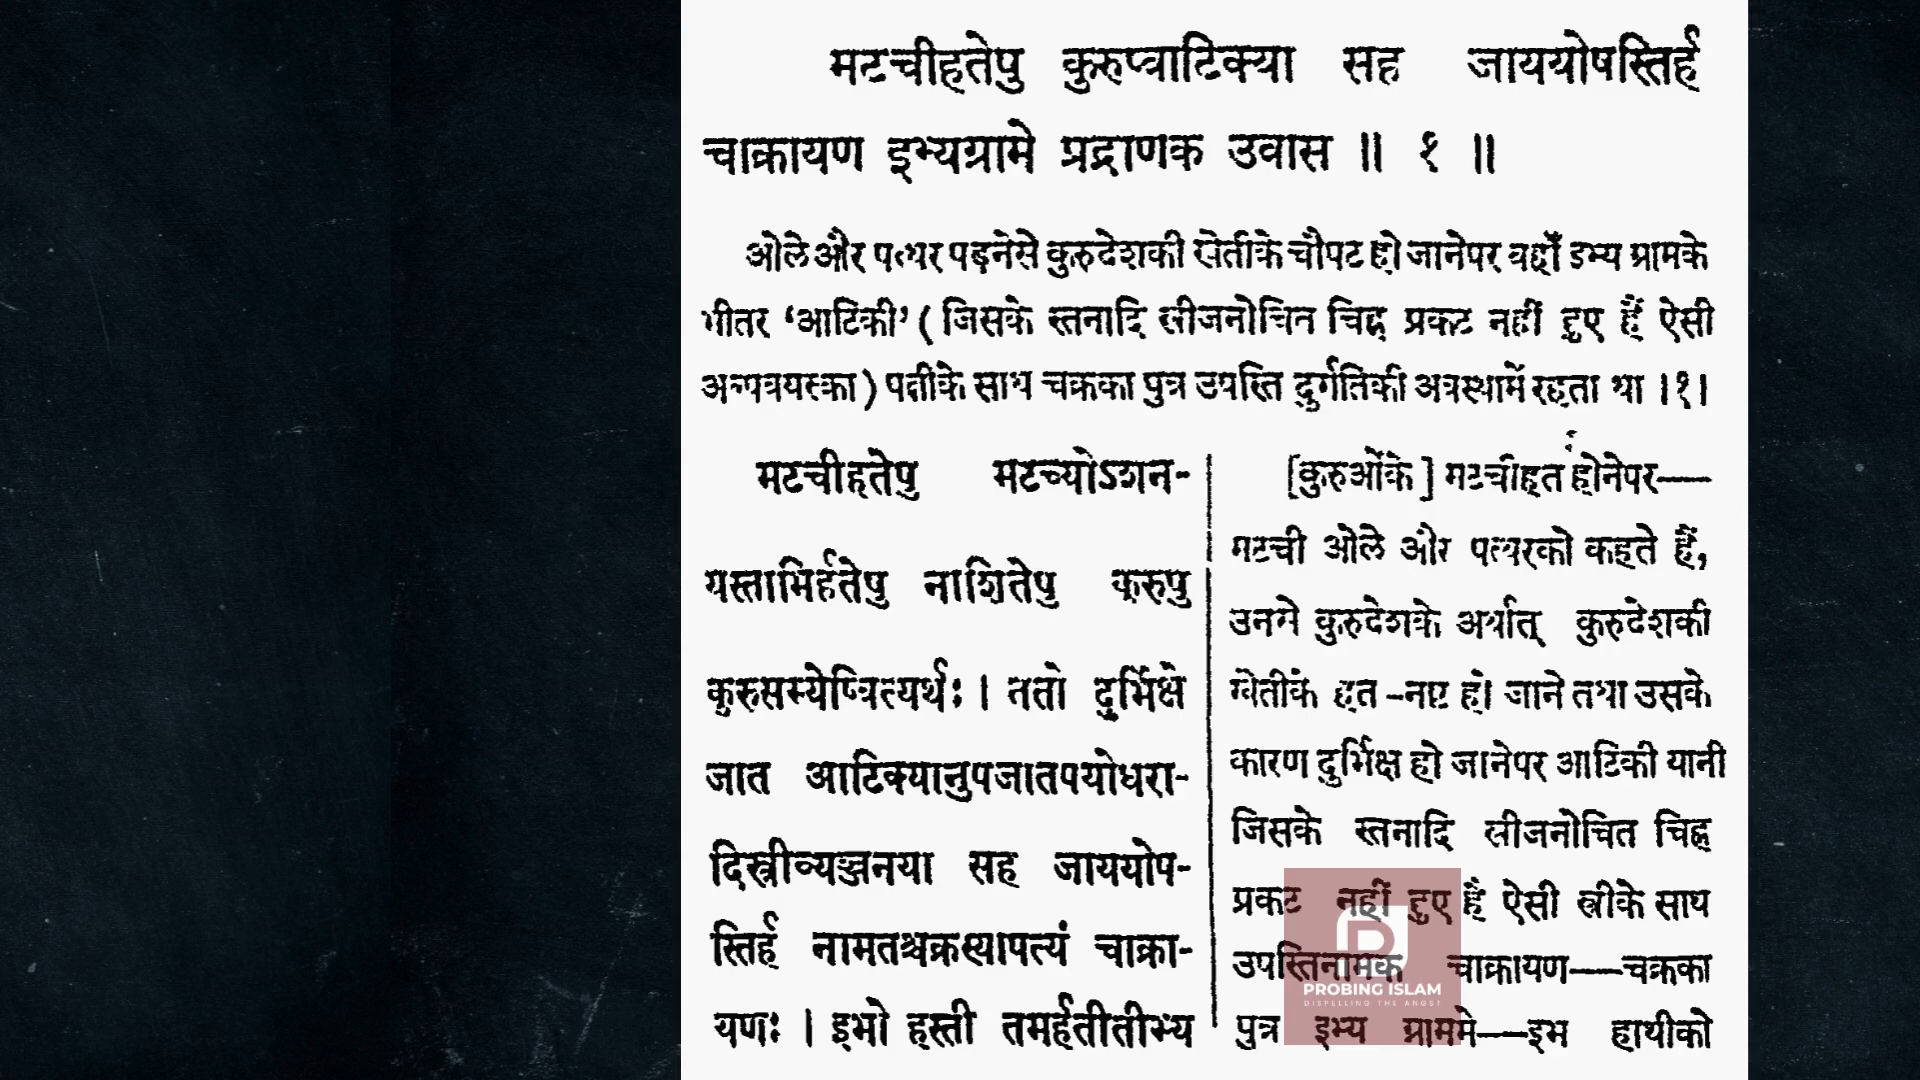 मटचीहतेषु कुरुष्वाटिक्या सह जाययोषस्तिर्ह
चाक्रायण इभ्यग्रामे प्रद्राणक उवास ॥ १ ॥
ओले और पत्थर पड़नेसे कुरुदेशकी खेतीके चौपट हो जानेपर वहाँ इभ्य ग्रामके
भीतर ‘आटिकी’ ( जिसके स्तनादि स्त्रीजनोचित चिह्न प्रकट नहीं हुए हैं ऐसी
अल्पवयस्का ) पत्नीके साथ चक्रका पुत्र उषस्ति दुर्गतिकी अवस्थामें रहता था ।१।
मटचीहतेषु मटच्योऽशन-
यस्ताभिर्हतेषु नाशितेषु कुरुषु
कुरुसस्येष्वित्यर्थः । ततो दुर्भिक्षे
जात आटिक्यानुपजातपयोधरा-
दिस्त्रीव्यञ्जनया सह जाययोष-
स्तिर्ह नामतश्चक्रस्यापत्यं चाक्रा-
यणः । इभो हस्ती तमर्हतीतीभ्य
[कुरुओंके] मटचीहत होनेपर—
मटची ओले और पत्थरको कहते हैं,
उनसे कुरुदेशके अर्थात् कुरुदेशकी
खेतीके हत -नष्ट हो जाने तथा उसके
कारण दुर्भिक्ष हो जानेपर आटिकी यानी
जिसके स्तनादि स्त्रीजनोचित चिह्न
प्रकट नहीं हुए है ऐसी स्त्रीके साथ
उषस्तिनामक चाक्रायण—चक्रका
पुत्र इभ्य ग्राममे—इभ हाथीको
PROBING ISLAM
DISPELLING THE ANGST